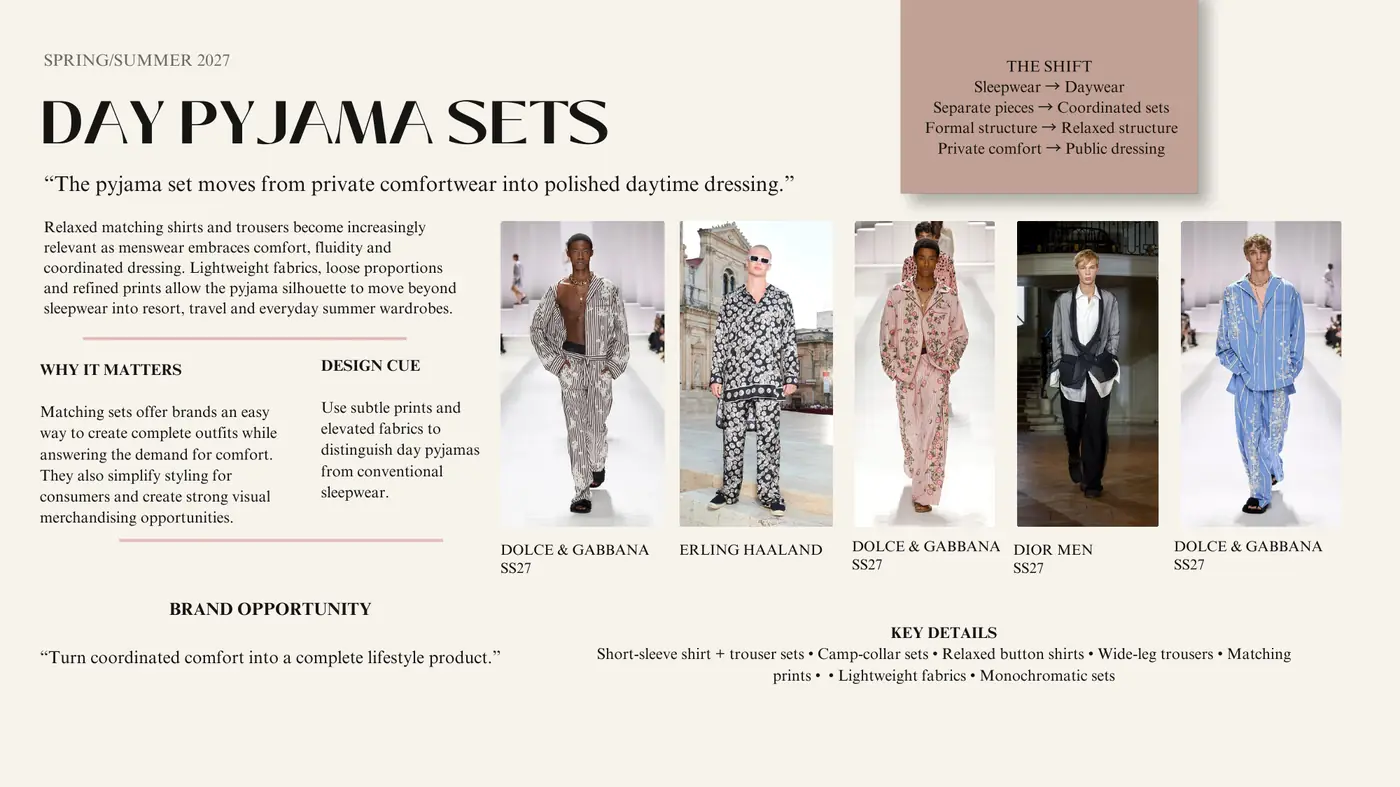 SPRING/SUMMER 2027
DAY PYJAMA SETS
“The pyjama set moves from private comfortwear into polished daytime dressing.”
THE SHIFT
Sleepwear → Daywear
Separate pieces → Coordinated sets
Formal structure → Relaxed structure
Private comfort → Public dressing
Relaxed matching shirts and trousers become increasingly
relevant as menswear embraces comfort, fluidity and
coordinated dressing. Lightweight fabrics, loose proportions
and refined prints allow the pyjama silhouette to move beyond
sleepwear into resort, travel and everyday summer wardrobes.
WHY IT MATTERS
Matching sets offer brands an easy
way to create complete outfits while
answering the demand for comfort.
They also simplify styling for
consumers and create strong visual
merchandising opportunities.
DESIGN CUE
Use subtle prints and
elevated fabrics to
distinguish day pyjamas
from conventional
sleepwear.
DOLCE & GABBANA
SS27
ERLING HAALAND
DOLCE & GABBANA
SS27
DIOR MEN
SS27
DOLCE & GABBANA
SS27
BRAND OPPORTUNITY
“Turn coordinated comfort into a complete lifestyle product.”
KEY DETAILS
Short-sleeve shirt + trouser sets • Camp-collar sets • Relaxed button shirts • Wide-leg trousers • Matching
prints •  • Lightweight fabrics • Monochromatic sets